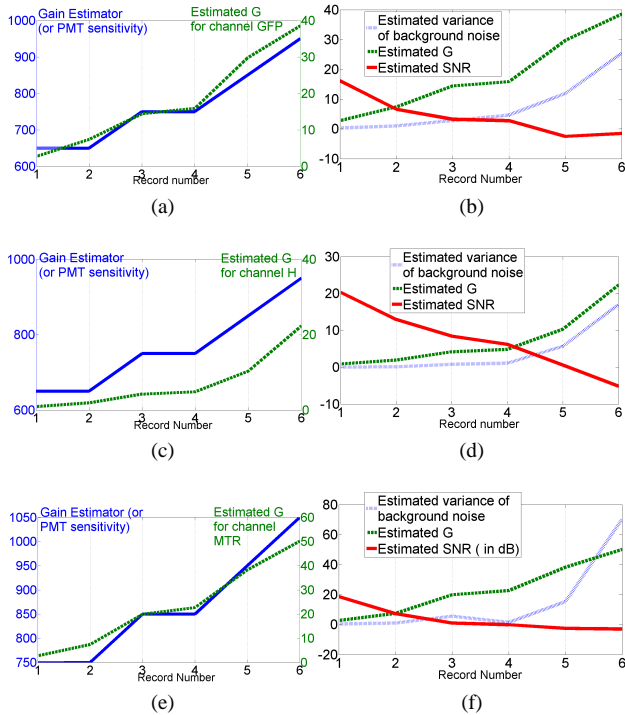 Gain Estimator
(or PMT sensitivity)
Estimated G
for channel GFP
1000
900
800
700
600
40
30
20
10
0
1 2 3 4 5 6
Record number
(a)
Estimated variance
of background noise
Estimated G
Estimated SNR
40
30
20
10
0
-10
1 2 3 4 5 6
Record Number
(b)
Gain Estimator
(or PMT sensitivity)
Estimated G
for channel H
1000
800
600
40
20
0
1 2 3 4 5 6
Record Number
(c)
Estimated variance
of background noise
Estimated G
Estimated SNR
30
20
10
0
-10
1 2 3 4 5 6
Record Number
(d)
Gain Estimator (or
PMT sensitivity)
Estimated G
for channel
MTR
1050
1000
950
900
850
800
750
60
50
40
30
20
10
0
1 2 3 4 5 6
Record Number
(e)
Estimated variance of
background noise
Estimated G
Estimated SNR ( in dB)
80
60
40
20
0
-20
1 2 3 4 5 6
Record Number
(f)